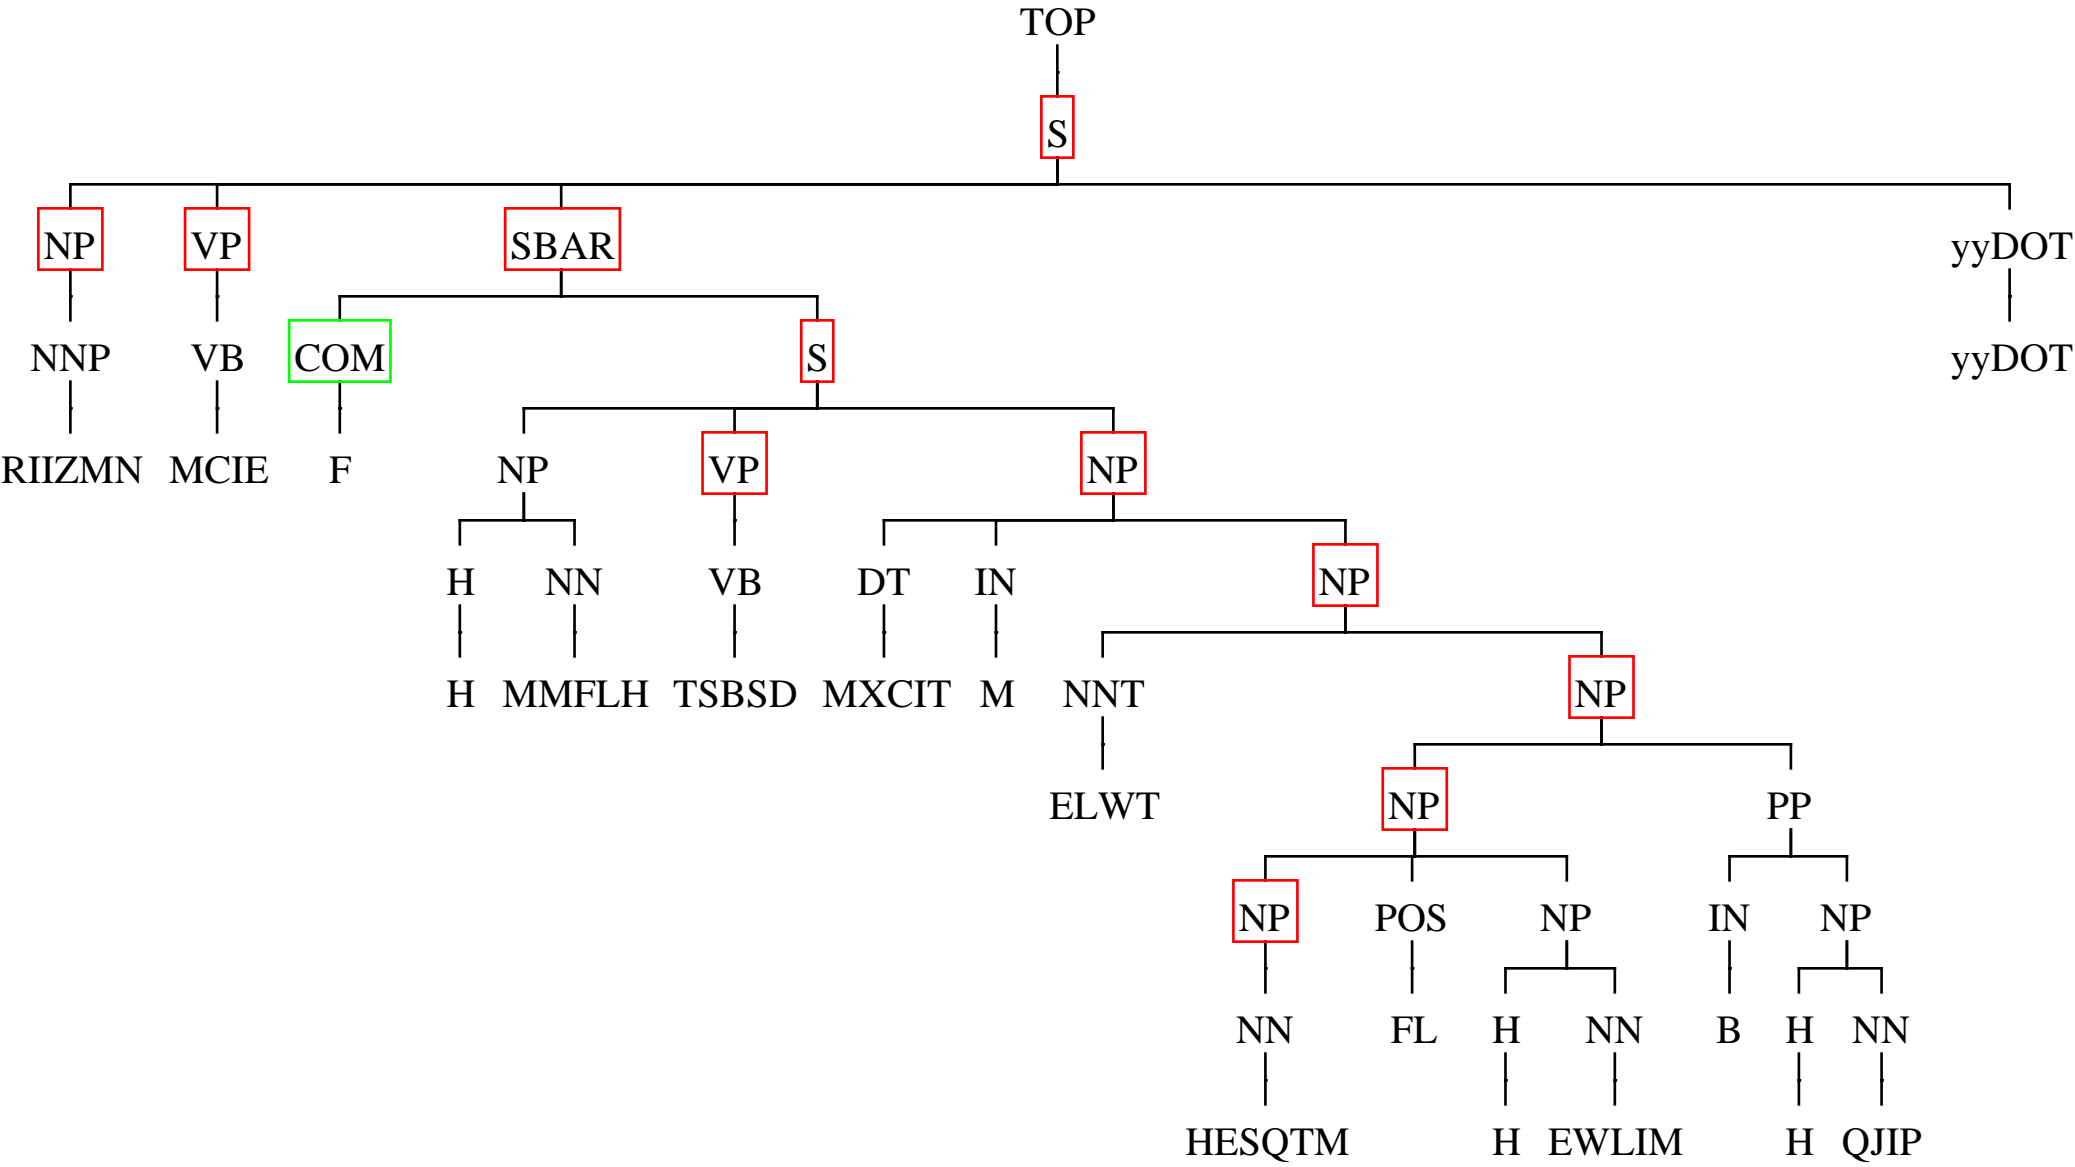 TOP
S
NP VP SBAR yyDOT
NNP VB COM S yyDOT
RIIZMN MCIE F NP VP NP
H NN VB DT IN NP
H MMFLH TSBSD MXCIT M NNT NP
ELWT NP PP
NP POS NP IN NP
NN FL H NN B H NN
HESQTM H EWLIM H QJIP